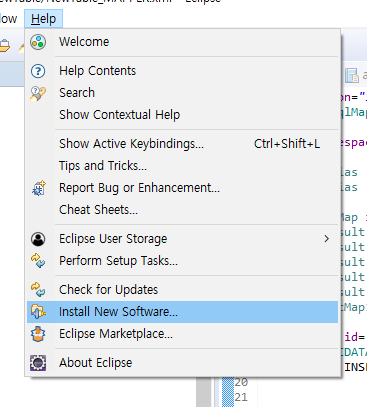 Help
Welcome
Help Contents
Search
Show Contextual Help
Show Active Keybindings... Ctrl+Shift+L
Tips and Tricks...
Report Bug or Enhancement...
Cheat Sheets...
Eclipse User Storage
Perform Setup Tasks...
Check for Updates
Install New Software...
Eclipse Marketplace...
About Eclipse
20
21